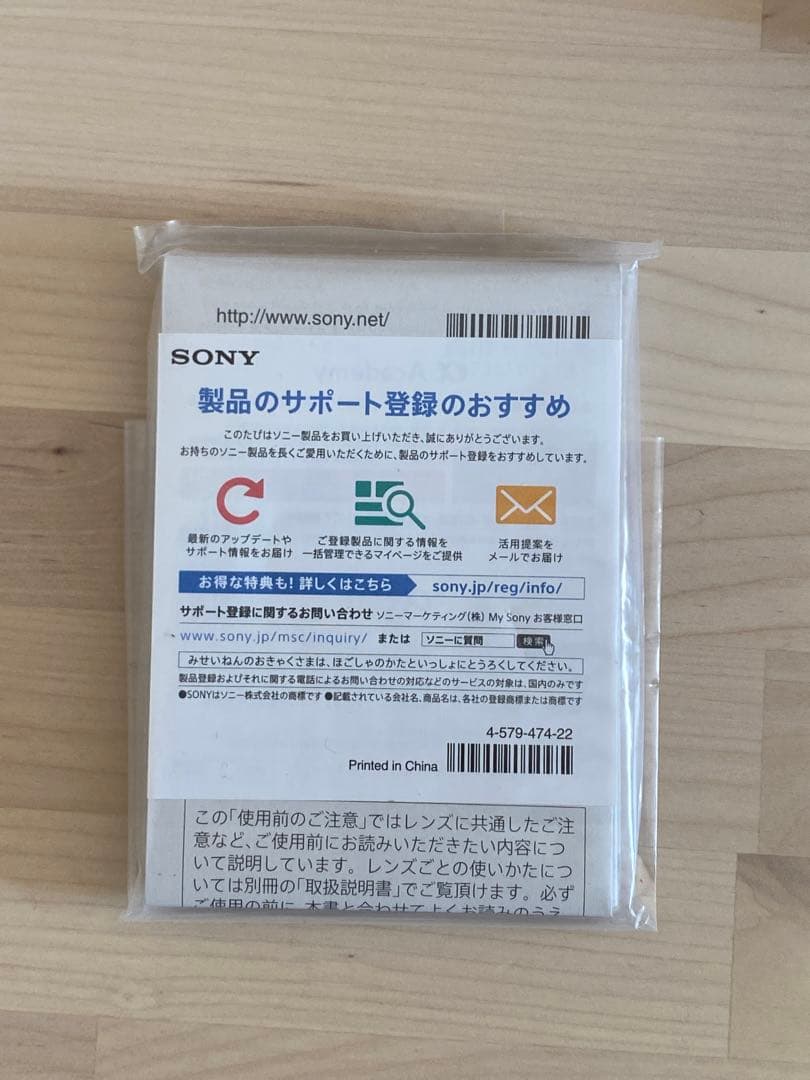 http://www.sony.net/
SONY
製品のサポート登録のおすすめ
このたびはソニー製品をお買い上げいただき、誠にありがとうございます。
お持ちのソニー製品を長くご愛用いただくために、製品のサポート登録をおすすめしています。
最新のアップデートや
サポート情報をお届け
ご登録製品に関する情報を
一括管理できるマイページをご提供
活用提案を
メールでお届け
お得な特典も! 詳しくはこちら sony.jp/reg/info/
サポート登録に関するお問い合わせ ソニーマーケティング(株) My Sony お客様窓口
www.sony.jp/msc/inquiry/ または ソニーに質問 検索
みせいねんのおきゃくさまは、ほごしゃのかたといっしょにとうろくしてください。
製品登録およびそれに関する電話によるお問い合わせの対応などのサービスの対象は、国内のみです
●SONYはソニー株式会社の商標です ●記載されている会社名、商品名は、各社の登録商標または商標です
4-579-474-22
Printed in China
この「使用前のご注意」ではレンズに共通したご注
意など、ご使用前にお読みいただきたい内容につ
いて説明しています。レンズごとの使いかたにつ
いては別冊の「取扱説明書」でご覧頂けます。必ず
ご使用の前に、本書と合わせてよくお読みのうえ